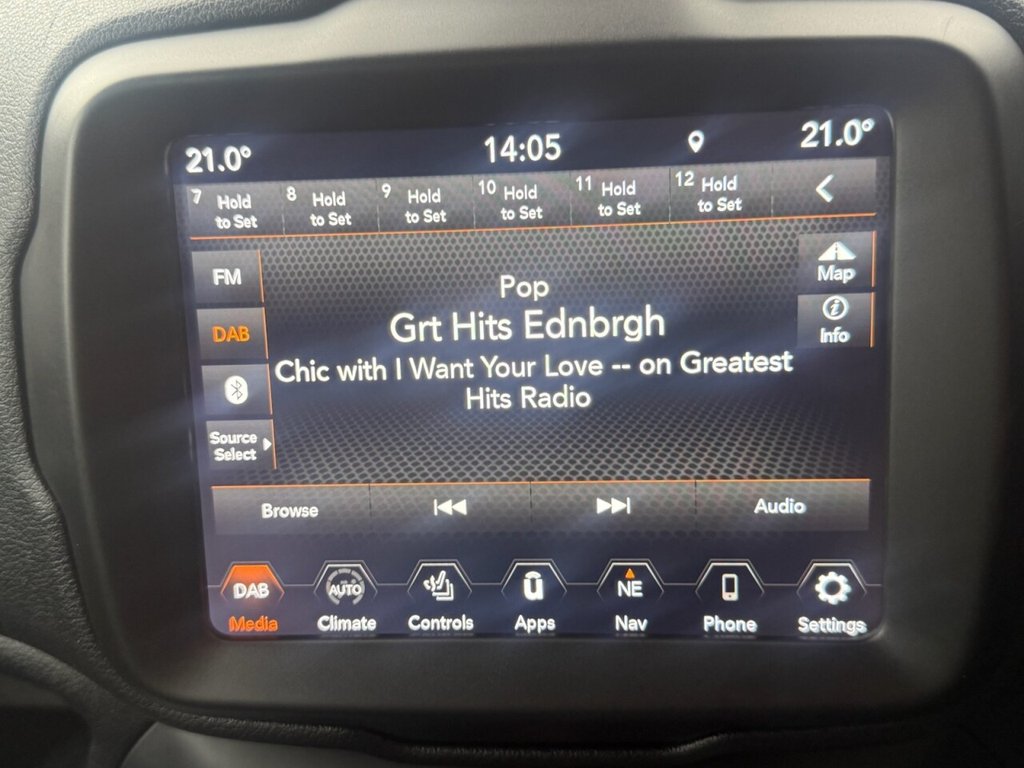 21.0° 14:05 21.0°
7 Hold to Set
8 Hold to Set
9 Hold to Set
10 Hold to Set
11 Hold to Set
12 Hold to Set
FM
DAB
Source
Select
Pop
Grt Hits Ednbrgh
Chic with I Want Your Love -- on Greatest
Hits Radio
Map
Info
Browse
Audio
DAB
AUTO
u
NE
Media
Climate
Controls
Apps
Nav
Phone
Settings